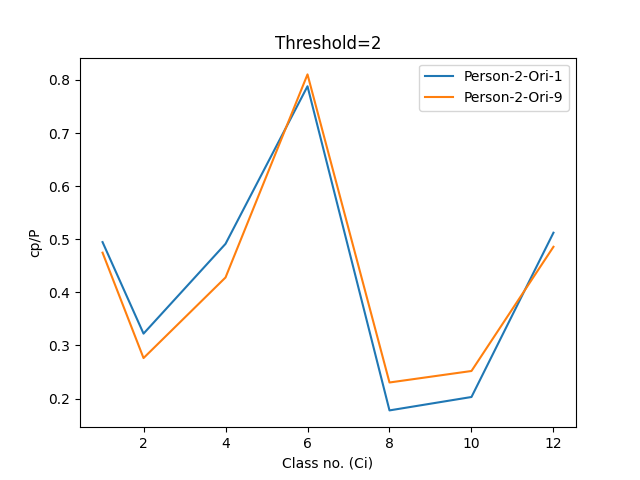 Threshold=2
Person-2-Ori-1
Person-2-Ori-9
cp/P
0.8
0.7
0.6
0.5
0.4
0.3
0.2
2 4 6 8 10 12
Class no. (Ci)